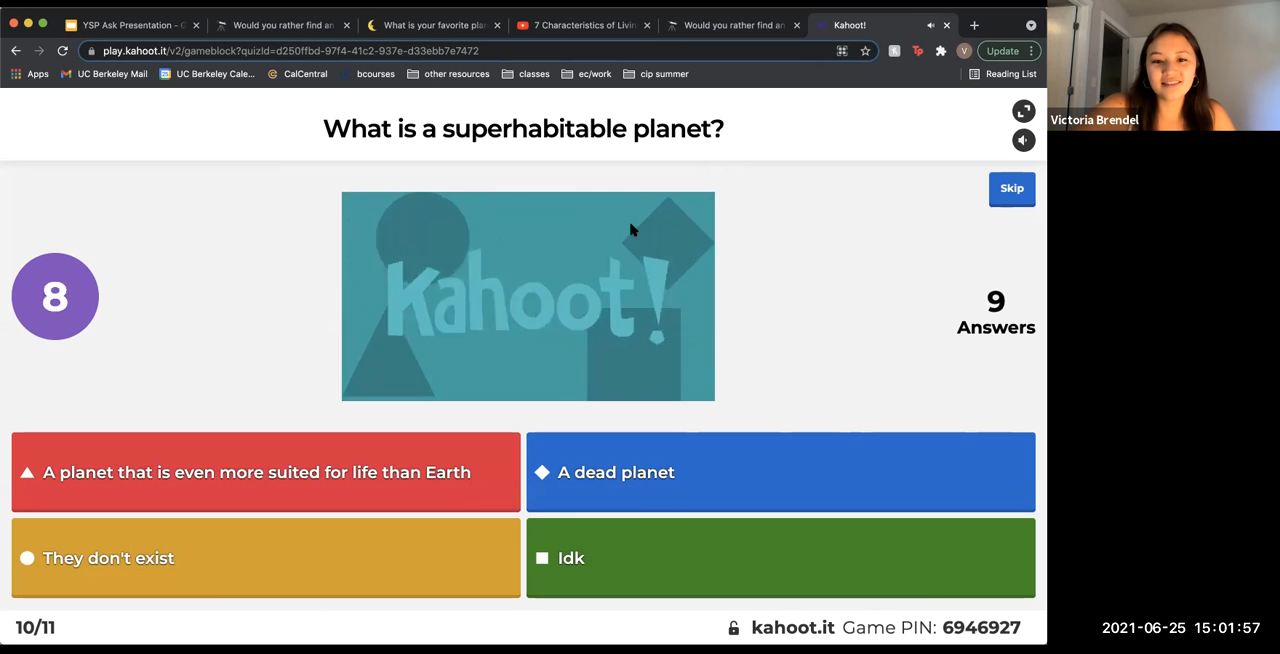 YSP Ask Presentation - G
Would you rather find an
What is your favorite plan
7 Characteristics of Livin
Would you rather find an
Kahoot!
play.kahoot.it/v2/gameblock?quizId=d250ffbd-97f4-41c2-937e-d33ebb7e7472
Update
Apps
UC Berkeley Mail
UC Berkeley Cale...
CalCentral
bcourses
other resources
classes
ec/work
cip summer
Reading List
Victoria Brendel
What is a superhabitable planet?
Skip
Kahoot!
8
9
Answers
A planet that is even more suited for life than Earth
A dead planet
They don't exist
Idk
10/11
kahoot.it Game PIN: 6946927
2021-06-25 15:01:57